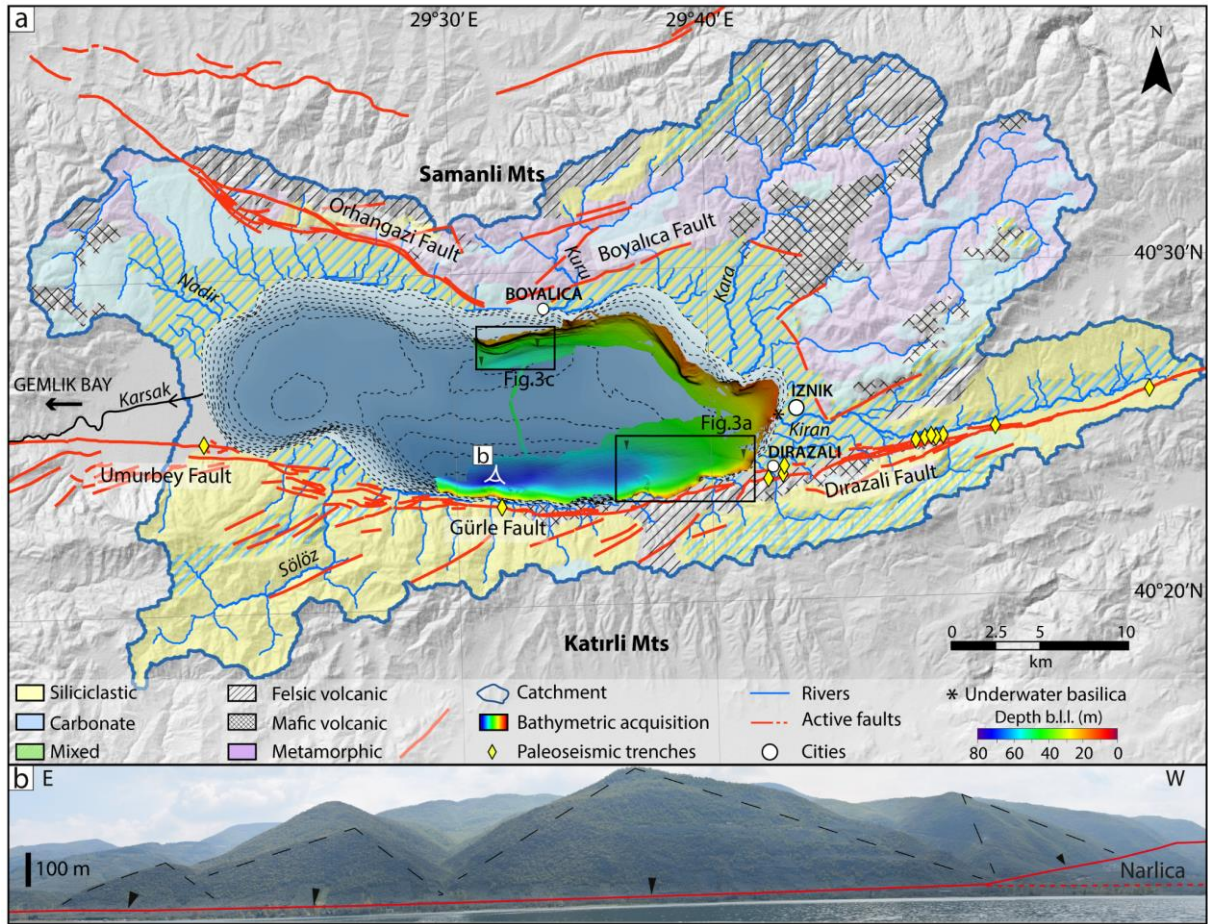 a
29°30' E
29°40' E
N
Samanli Mts
Orhangazi Fault
Kuru
Boyalıca Fault
40°30'N
Nadir
BOYALICA
Kara
Fig.3c
GEMLIK BAY
Karsak
İZNIK
Fig.3a
Kiran
b
DIRAZALI
Umurbey Fault
Dırazali Fault
Gürle Fault
Sölöz
40°20'N
Katırli Mts
0 2.5 5 10
km
Siliciclastic
Felsic volcanic
Catchment
Rivers
* Underwater basilica
Carbonate
Mafic volcanic
Bathymetric acquisition
Active faults
Depth b.l.l. (m)
Mixed
Metamorphic
Paleoseismic trenches
Cities
80 60 40 20 0
b E
W
100 m
Narlica